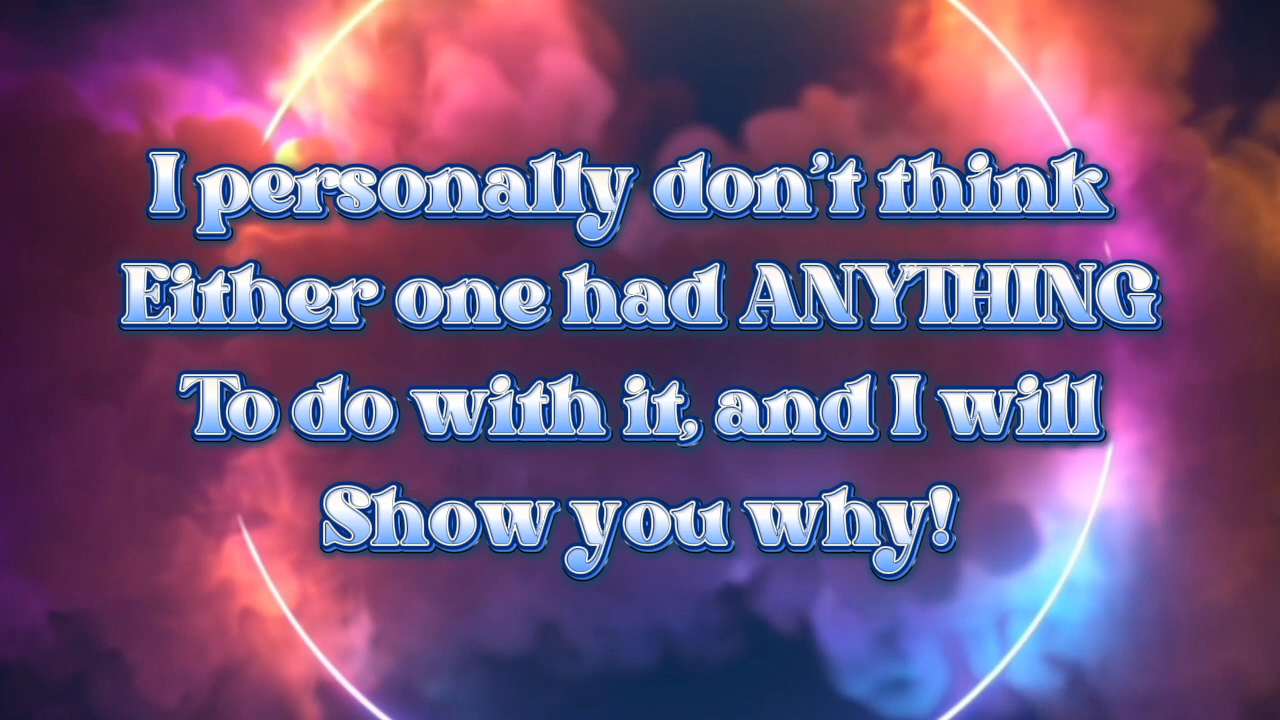 I personally don't think
Either one had ANYTHING
To do with it, and I will
Show you why!